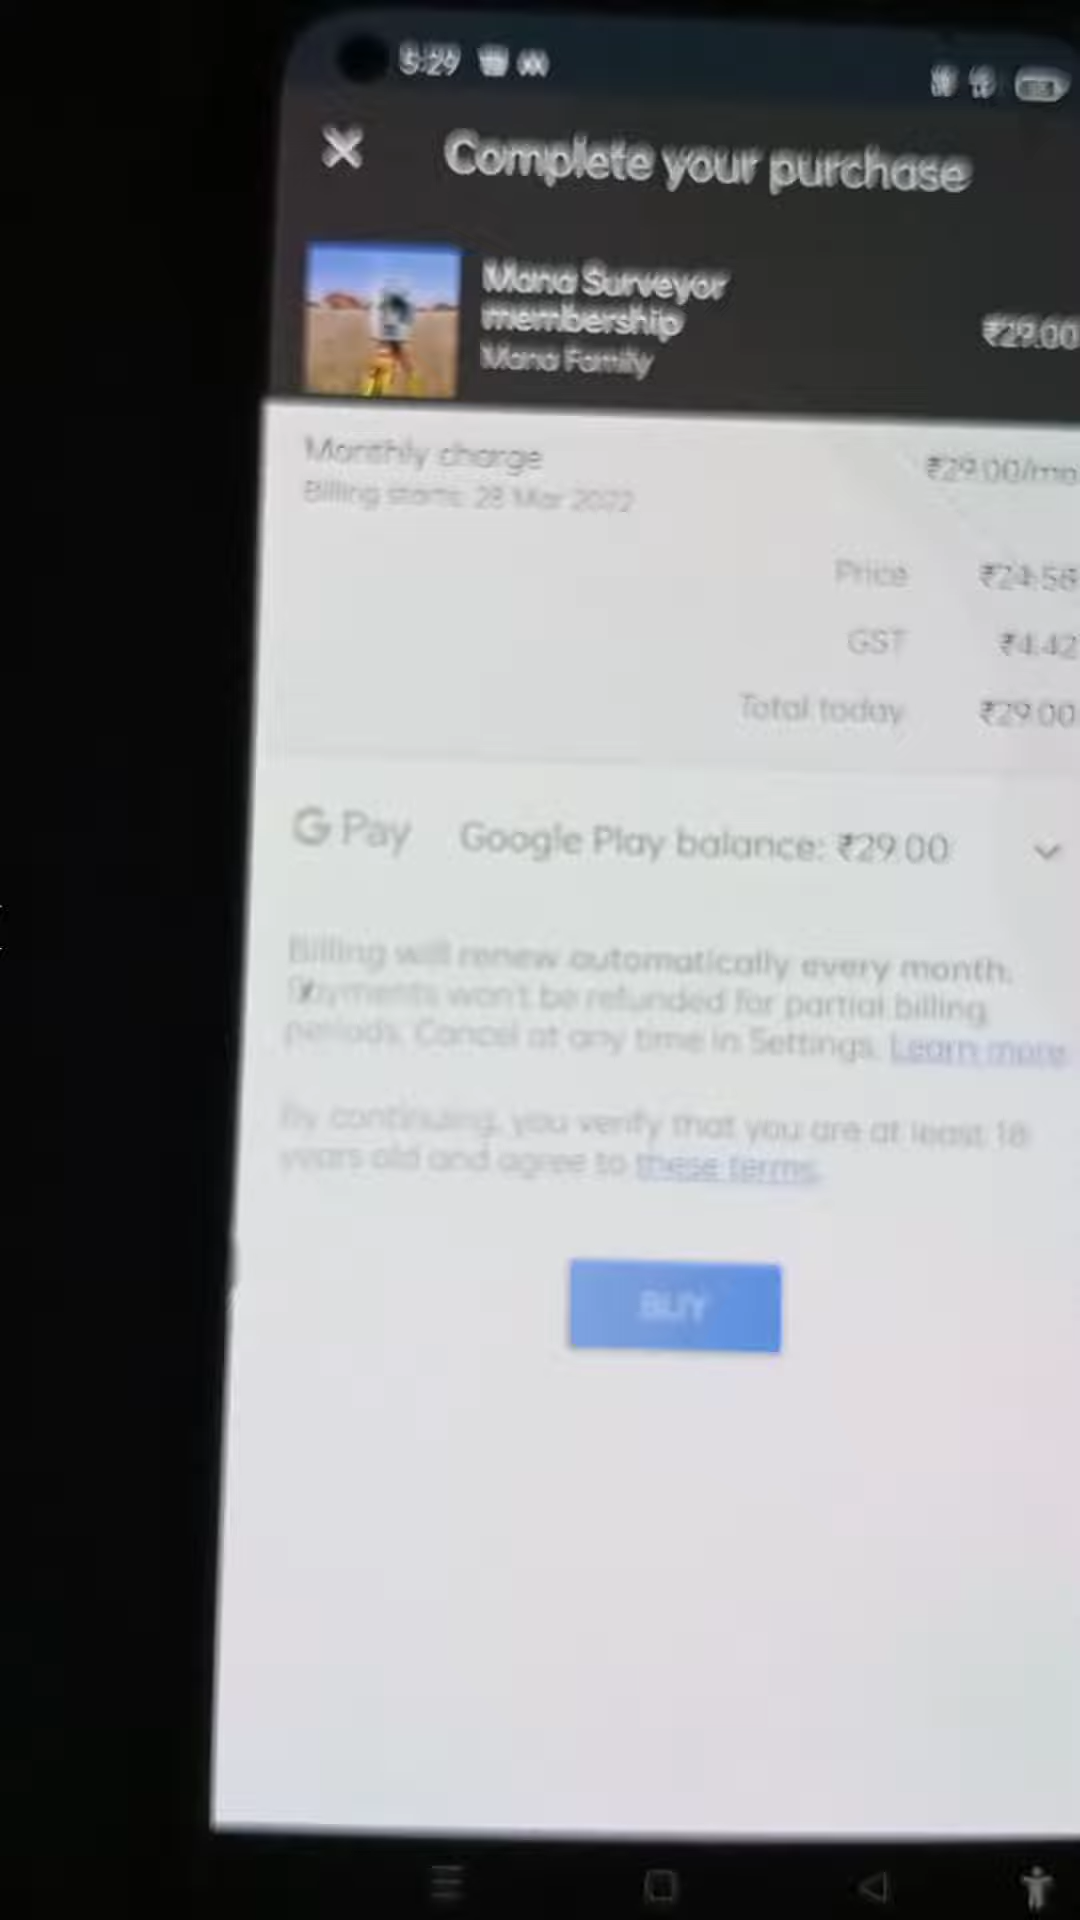 5:29
Complete your purchase
Mana Surveyor
membership
Mana Family
₹29.00
Monthly charge
₹29.00/mo
Billing starts: 28 Mar 2022
Price ₹24.58
GST ₹4.42
Total today ₹29.00
G Pay Google Play balance: ₹29.00
Billing will renew automatically every month.
Payments won't be refunded for partial billing
periods. Cancel at any time in Settings. Learn more
By continuing, you verify that you are at least 18
years old and agree to these terms.
BUY